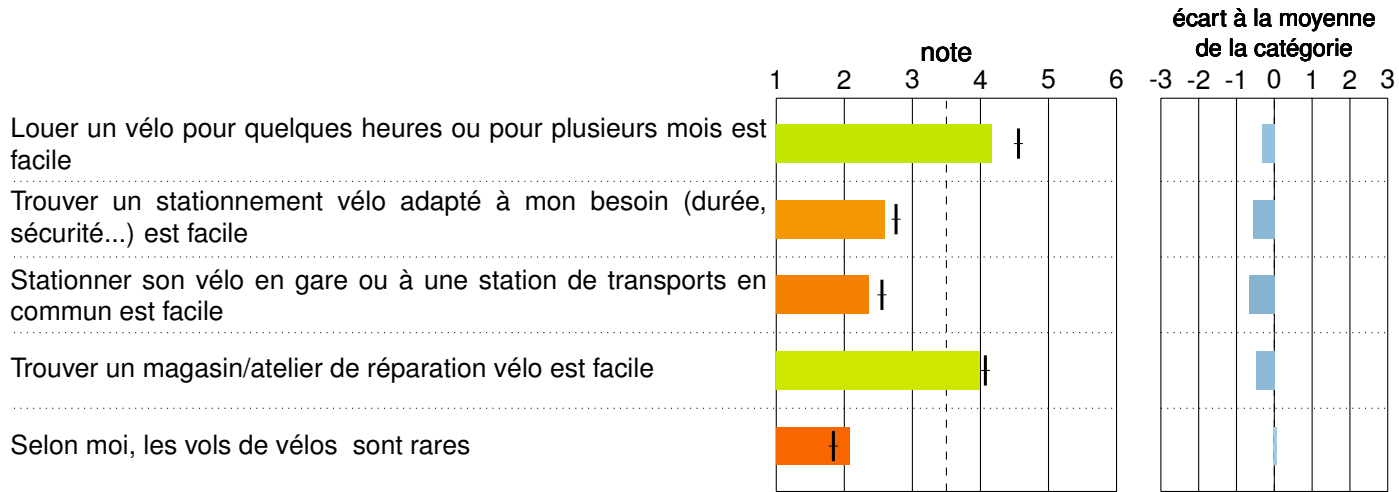 écart à la moyenne
de la catégorie
note
1 2 3 4 5 6
-3 -2 -1 0 1 2 3
Louer un vélo pour quelques heures ou pour plusieurs mois est
facile
Trouver un stationnement vélo adapté à mon besoin (durée,
sécurité...) est facile
Stationner son vélo en gare ou à une station de transports en
commun est facile
Trouver un magasin/atelier de réparation vélo est facile
Selon moi, les vols de vélos sont rares